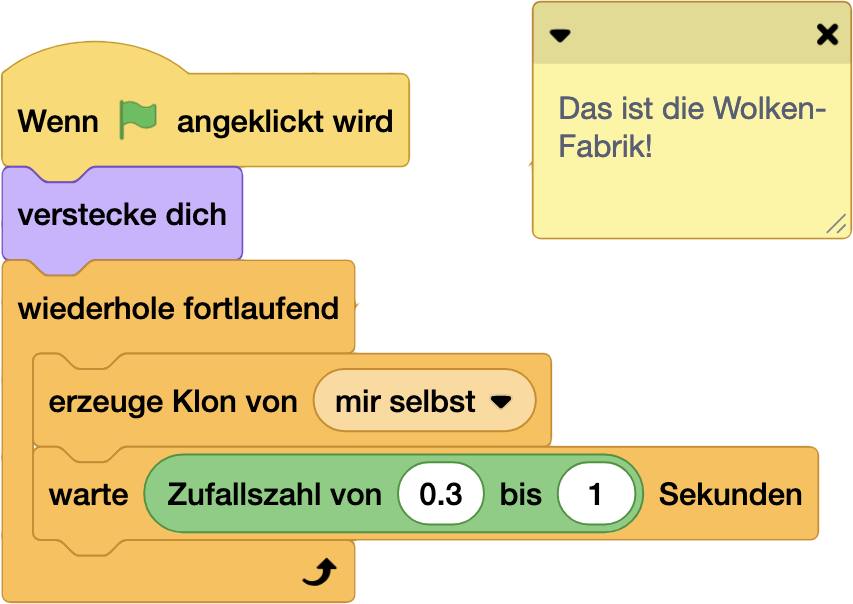 Wenn angeklickt wird
verstecke dich
wiederhole fortlaufend
erzeuge Klon von mir selbst
warte Zufallszahl von 0.3 bis 1 Sekunden
Das ist die Wolken-
Fabrik!